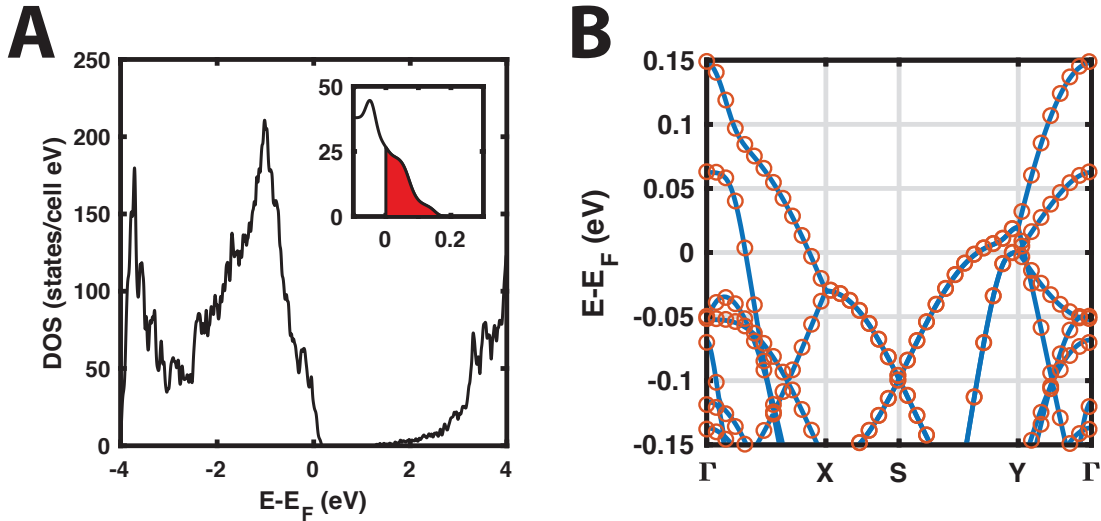 A
DOS (states/cell eV)
250
200
150
100
50
0
-4
-2
0
2
4
E-E_F (eV)
50
25
0
0
0.2
B
E-E_F (eV)
0.15
0.1
0.05
0
-0.05
-0.1
-0.15
Γ
X
S
Y
Γ